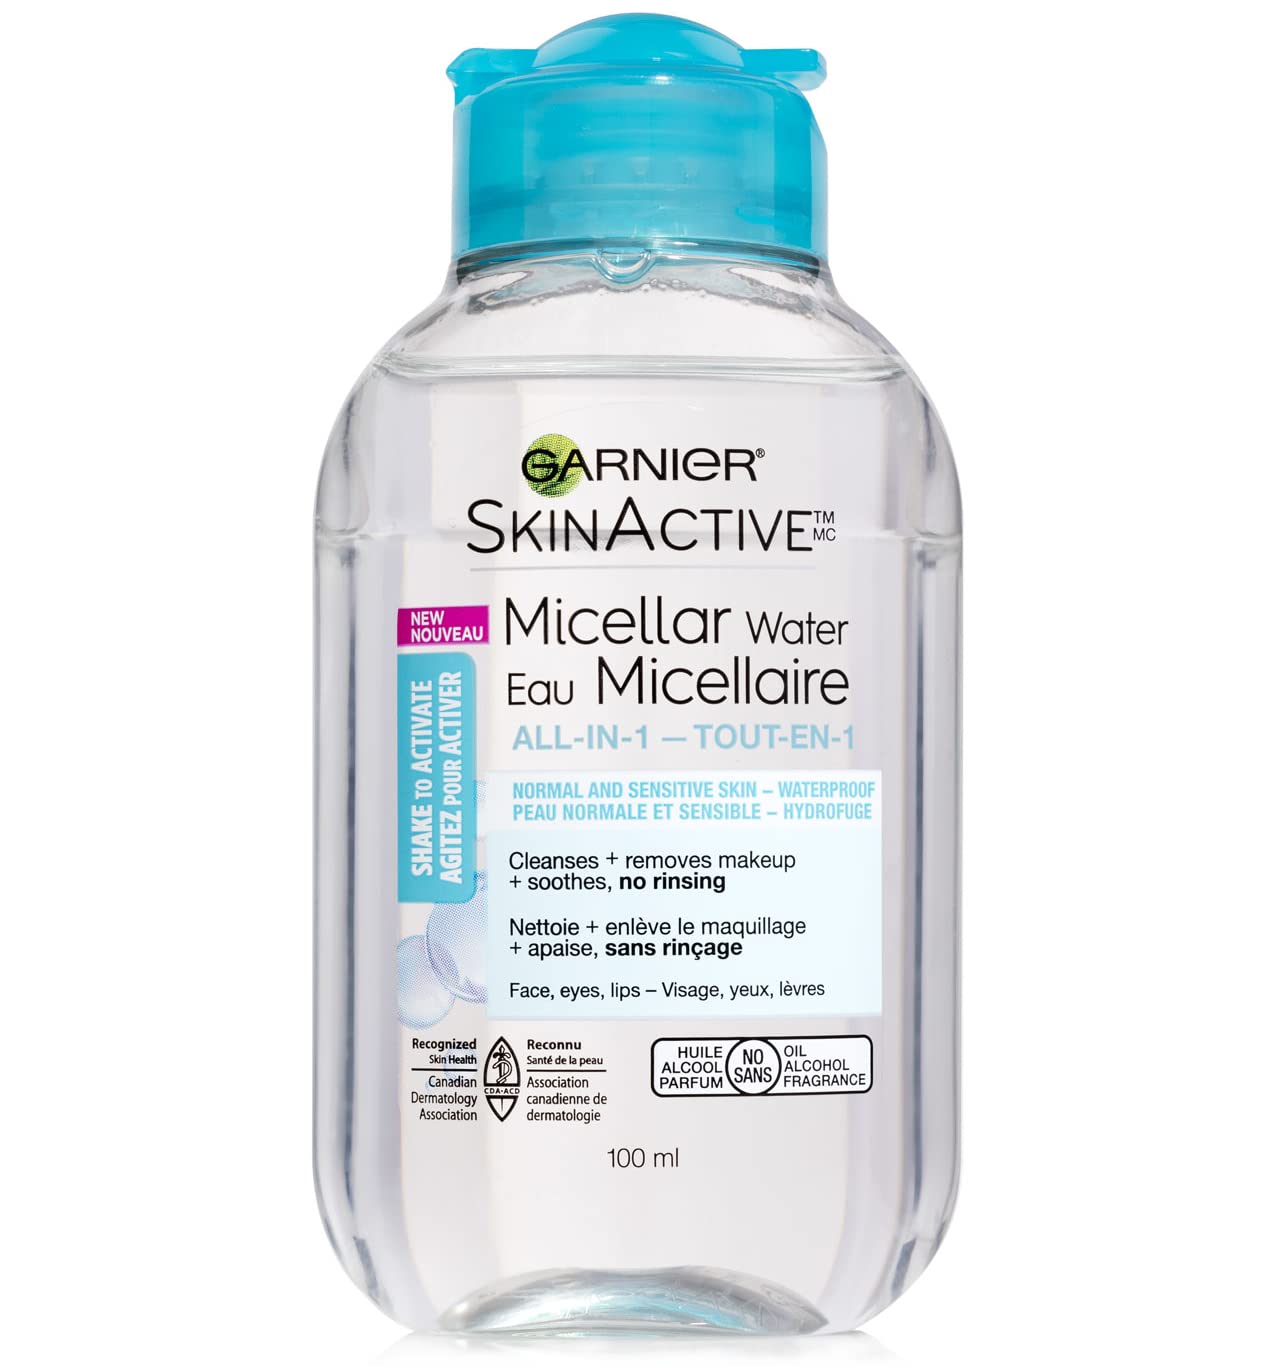 GARNIER®
SKINACTIVE™ MC
NEW
NOUVEAU
Micellar Water
Eau Micellaire
ALL-IN-1 — TOUT-EN-1
SHAKE TO ACTIVATE
AGITEZ POUR ACTIVER
NORMAL AND SENSITIVE SKIN – WATERPROOF
PEAU NORMALE ET SENSIBLE – HYDROFUGE
Cleanses + removes makeup
+ soothes, no rinsing
Nettoie + enlève le maquillage
+ apaise, sans rinçage
Face, eyes, lips – Visage, yeux, lèvres
Recognized
Skin Health
Canadian
Dermatology
Association
CDA-ACD
Reconnu
Santé de la peau
Association
canadienne de
dermatologie
HUILE
ALCOOL
PARFUM
NO
SANS
OIL
ALCOHOL
FRAGRANCE
100 ml